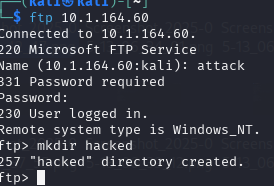 (kali㉿kali)-[~]
$ ftp 10.1.164.60
Connected to 10.1.164.60.
220 Microsoft FTP Service
Name (10.1.164.60:kali): attack
331 Password required
Password:
230 User logged in.
Remote system type is Windows_NT.
ftp> mkdir hacked
257 "hacked" directory created.
ftp>